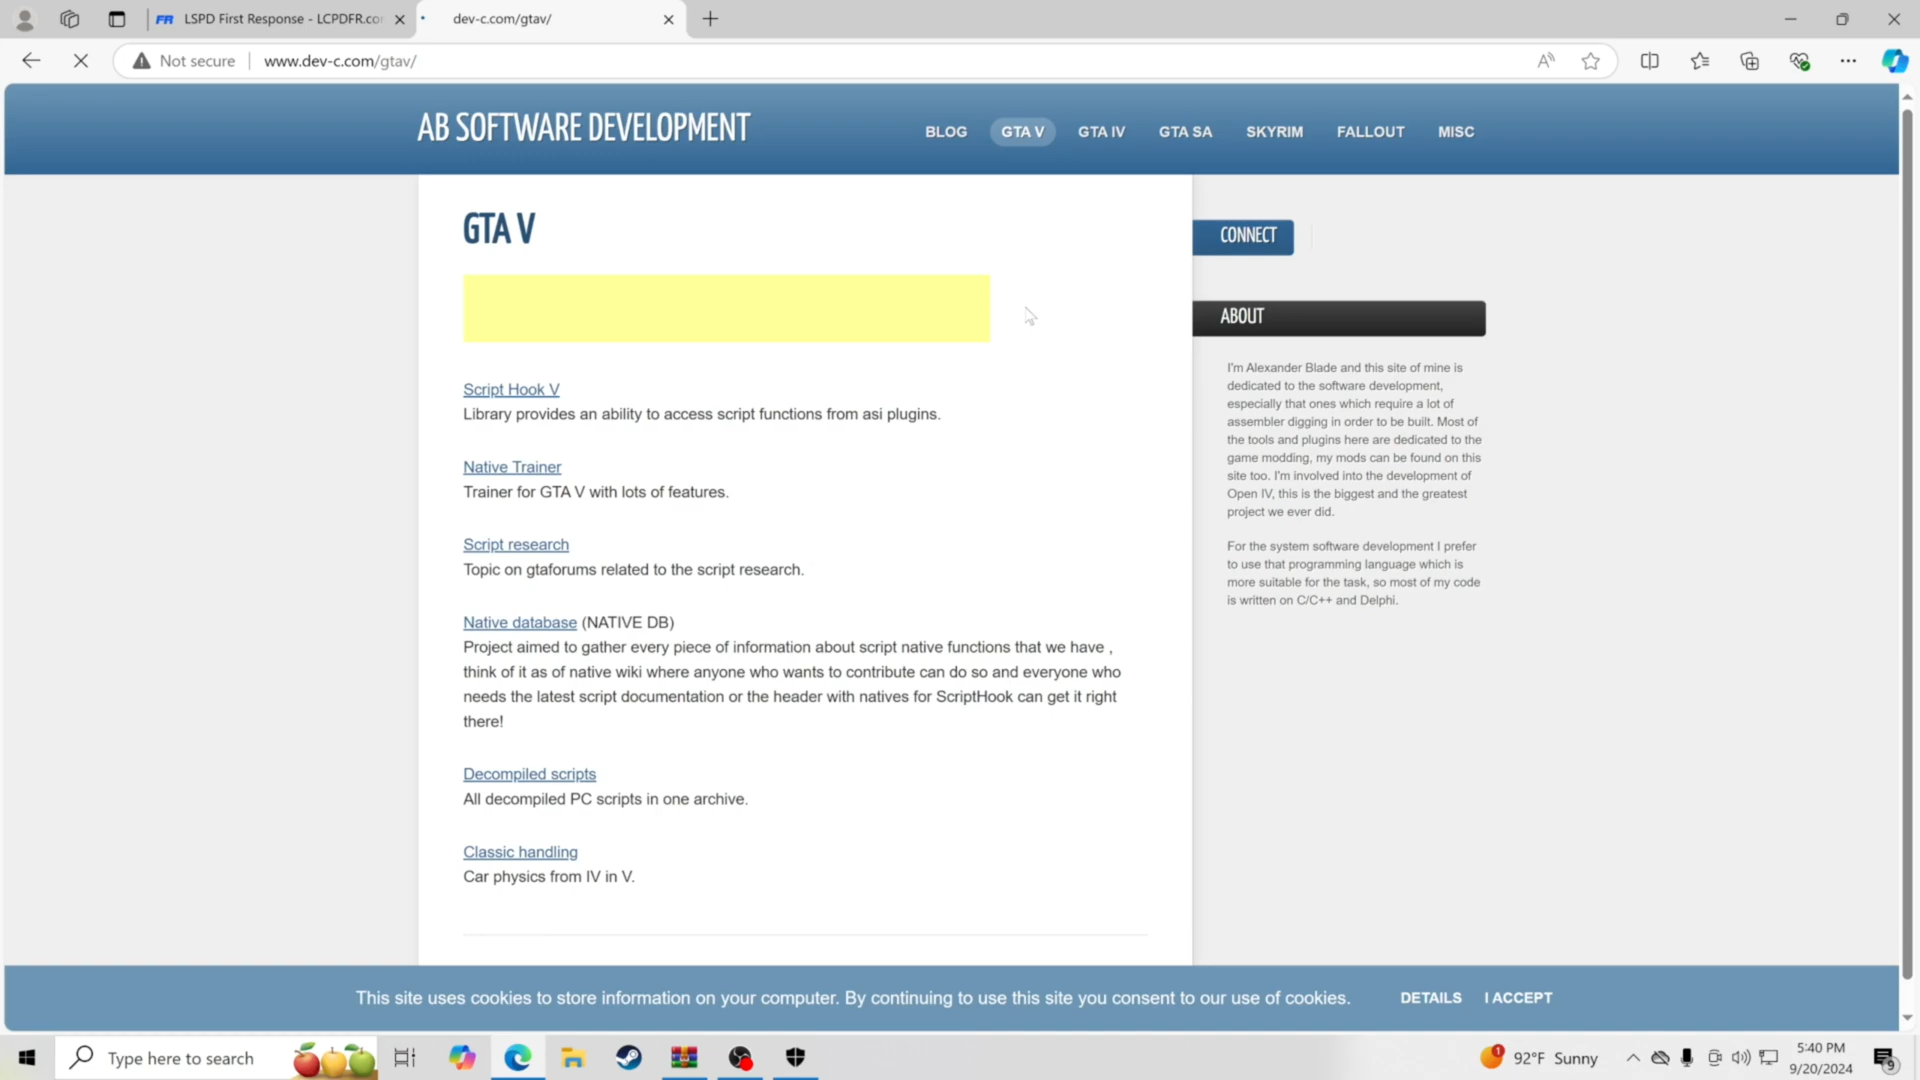 LSPD First Response - LCPDFR.co
dev-c.com/gtav/
Not secure
www.dev-c.com/gtav/
AB SOFTWARE DEVELOPMENT
BLOG
GTA V
GTA IV
GTA SA
SKYRIM
FALLOUT
MISC
GTA V
Script Hook V
Library provides an ability to access script functions from asi plugins.
Native Trainer
Trainer for GTA V with lots of features.
Script research
Topic on gtaforums related to the script research.
Native database (NATIVE DB)
Project aimed to gather every piece of information about script native functions that we have ,
think of it as of native wiki where anyone who wants to contribute can do so and everyone who
needs the latest script documentation or the header with natives for ScriptHook can get it right
there!
Decompiled scripts
All decompiled PC scripts in one archive.
Classic handling
Car physics from IV in V.
CONNECT
ABOUT
I'm Alexander Blade and this site of mine is
dedicated to the software development,
especially that ones which require a lot of
assembler digging in order to be built. Most of
the tools and plugins here are dedicated to the
game modding, my mods can be found on this
site too. I'm involved into the development of
Open IV, this is the biggest and the greatest
project we ever did.
For the system software development I prefer
to use that programming language which is
more suitable for the task, so most of my code
is written on C/C++ and Delphi.
This site uses cookies to store information on your computer. By continuing to use this site you consent to our use of cookies.
DETAILS
I ACCEPT
Type here to search
1
92°F Sunny
5:40 PM
9/20/2024
9